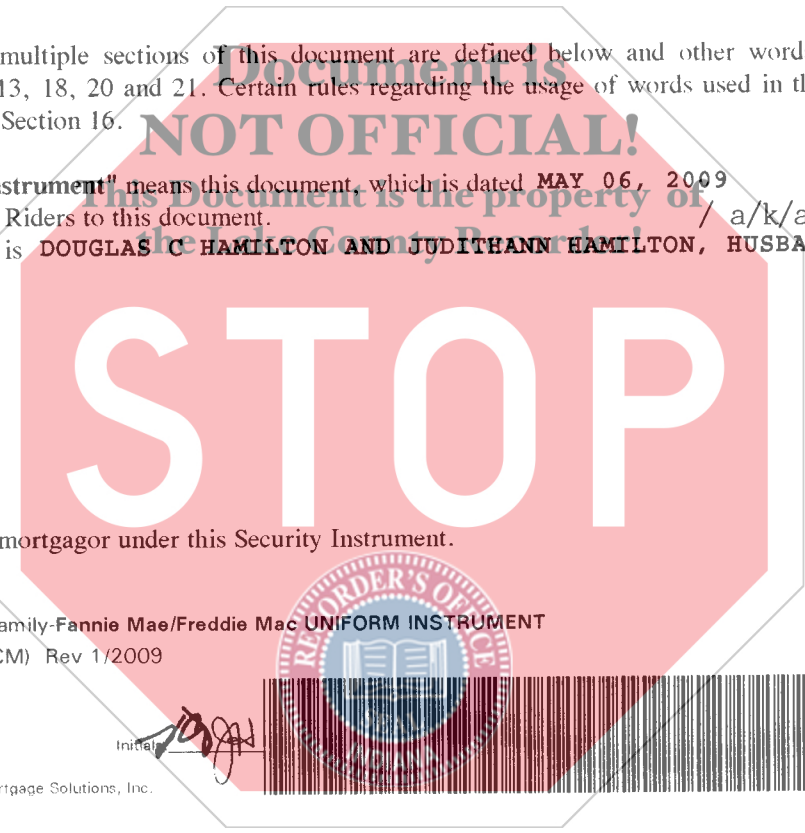 multiple sections of this document are defined below and other word
Document is
13, 18, 20 and 21. Certain rules regarding the usage of words used in th
Section 16.
NOT OFFICIAL!
strument" means this document, which is dated MAY 06, 2009
This Document is the property of
Riders to this document. / a/k/a
is DOUGLAS C HAMILTON AND JUDITHANN HAMILTON, HUSBA
the Lake County Recorder!
STOP
mortgagor under this Security Instrument.
RECORDER'S OFFICE
amily-Fannie Mae/Freddie Mac UNIFORM INSTRUMENT
CM) Rev 1/2009
SEAL
Initial
INDIANA
rtgage Solutions, Inc.